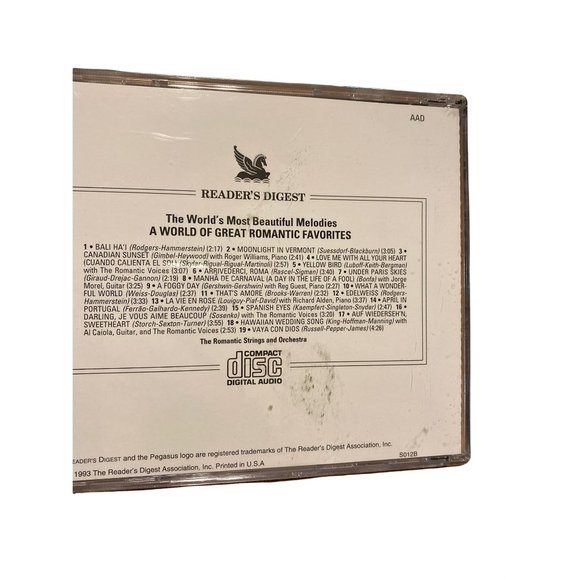 AAD
READER'S DIGEST
The World's Most Beautiful Melodies
A WORLD OF GREAT ROMANTIC FAVORITES
1 • BALI HA'I (Rodgers-Hammerstein) (2:17) 2 • MOONLIGHT IN VERMONT (Suessdorf-Blackburn) (3:05) 3 •
CANADIAN SUNSET (Gimbel-Heywood) with Roger Williams, Piano (2:41) 4 • LOVE ME WITH ALL YOUR HEART
(CUANDO CALIENTA EL SOL) (Skylar-Rigual-Rigual-Martinoli) (2:57) 5 • YELLOW BIRD (Luboff-Keith-Bergman)
with The Romantic Voices (3:07) 6 • ARRIVEDERCI, ROMA (Rascel-Sigman) (3:40) 7 • UNDER PARIS SKIES
(Giraud-Drejac-Gannon) (2:19) 8 • MANHÃ DE CARNAVAL (A DAY IN THE LIFE OF A FOOL) (Bonfa) with Jorge
Morel, Guitar (3:25) 9 • A FOGGY DAY (Gershwin-Gershwin) with Reg Guest, Piano (2:27) 10 • WHAT A WONDER-
FUL WORLD (Weiss-Douglas) (3:37) 11 • THAT'S AMORE (Brooks-Warren) (2:32) 12 • EDELWEISS (Rodgers-
Hammerstein) (3:33) 13 • LA VIE EN ROSE (Louiguy-Piaf-David) with Richard Alden, Piano (3:37) 14 • APRIL IN
PORTUGAL (Ferrão-Galhardo-Kennedy) (2:39) 15 • SPANISH EYES (Kaempfert-Singleton-Snyder) (2:47) 16 •
DARLING, JE VOUS AIME BEAUCOUP (Sosenko) with The Romantic Voices (3:20) 17 • AUF WIEDERSEH'N,
SWEETHEART (Storch-Sexton-Turner) (3:55) 18 • HAWAIIAN WEDDING SONG (King-Hoffman-Manning) with
Al Caiola, Guitar, and The Romantic Voices (2:53) 19 • VAYA CON DIOS (Russell-Pepper-James) (4:26)
The Romantic Strings and Orchestra
COMPACT
disc
DIGITAL AUDIO
EADER'S DIGEST and the Pegasus logo are registered trademarks of The Reader's Digest Association, Inc.
1993 The Reader's Digest Association, Inc. Printed in U.S.A
S012B